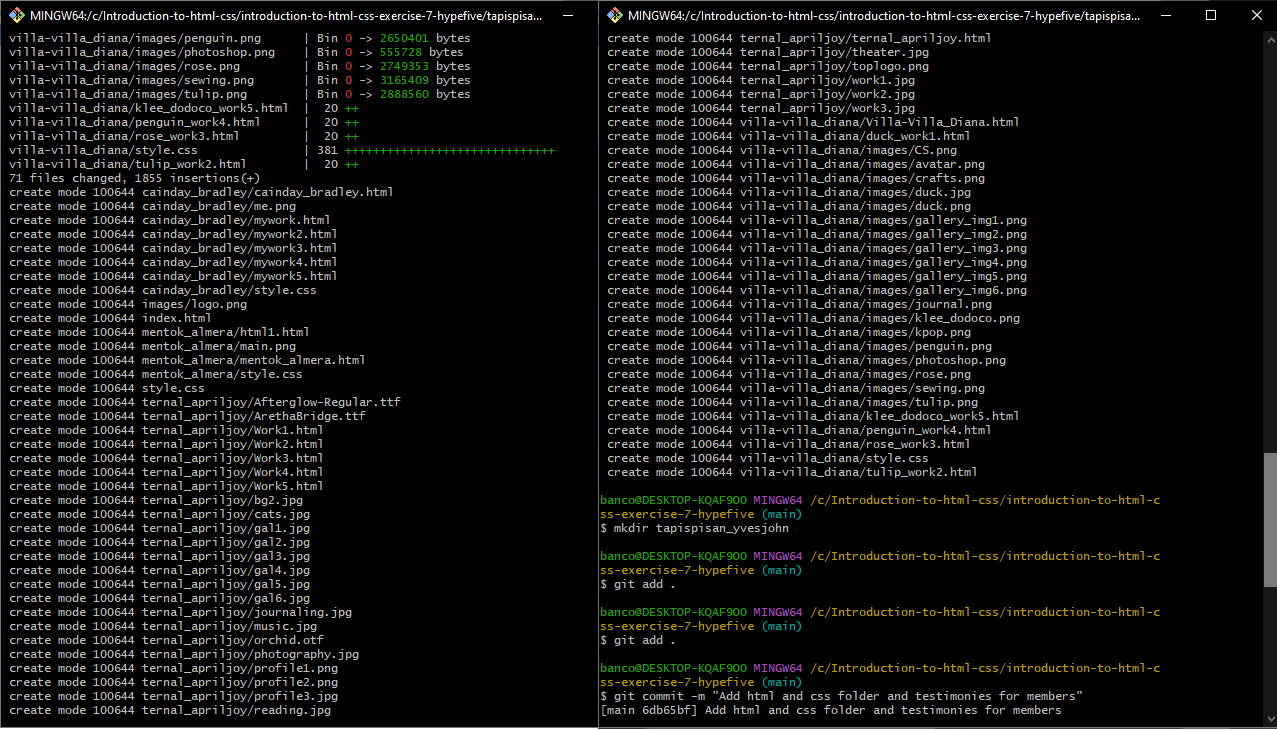 MINGW64:/c/Introduction-to-html-css/introduction-to-html-css-exercise-7-hypefive/tapispisa...
villa-villa_diana/images/penguin.png | Bin 0 -> 2650401 bytes
villa-villa_diana/images/photoshop.png | Bin 0 -> 555728 bytes
villa-villa_diana/images/rose.png | Bin 0 -> 2749353 bytes
villa-villa_diana/images/sewing.png | Bin 0 -> 3165409 bytes
villa-villa_diana/images/tulip.png | Bin 0 -> 2888560 bytes
villa-villa_diana/klee_dodoco_work5.html | 20 ++
villa-villa_diana/penguin_work4.html | 20 ++
villa-villa_diana/rose_work3.html | 20 ++
villa-villa_diana/style.css | 381 ++++++++++++++++++++++++++++++
villa-villa_diana/tulip_work2.html | 20 ++
71 files changed, 1855 insertions(+)
create mode 100644 cainday_bradley/cainday_bradley.html
create mode 100644 cainday_bradley/me.png
create mode 100644 cainday_bradley/mywork.html
create mode 100644 cainday_bradley/mywork2.html
create mode 100644 cainday_bradley/mywork3.html
create mode 100644 cainday_bradley/mywork4.html
create mode 100644 cainday_bradley/mywork5.html
create mode 100644 cainday_bradley/style.css
create mode 100644 images/logo.png
create mode 100644 index.html
create mode 100644 mentok_almera/html1.html
create mode 100644 mentok_almera/main.png
create mode 100644 mentok_almera/mentok_almera.html
create mode 100644 mentok_almera/style.css
create mode 100644 style.css
create mode 100644 ternal_apriljoy/Afterglow-Regular.ttf
create mode 100644 ternal_apriljoy/ArethaBridge.ttf
create mode 100644 ternal_apriljoy/Work1.html
create mode 100644 ternal_apriljoy/Work2.html
create mode 100644 ternal_apriljoy/Work3.html
create mode 100644 ternal_apriljoy/Work4.html
create mode 100644 ternal_apriljoy/Work5.html
create mode 100644 ternal_apriljoy/bg2.jpg
create mode 100644 ternal_apriljoy/cats.jpg
create mode 100644 ternal_apriljoy/gal1.jpg
create mode 100644 ternal_apriljoy/gal2.jpg
create mode 100644 ternal_apriljoy/gal3.jpg
create mode 100644 ternal_apriljoy/gal4.jpg
create mode 100644 ternal_apriljoy/gal5.jpg
create mode 100644 ternal_apriljoy/gal6.jpg
create mode 100644 ternal_apriljoy/journaling.jpg
create mode 100644 ternal_apriljoy/music.jpg
create mode 100644 ternal_apriljoy/orchid.otf
create mode 100644 ternal_apriljoy/photography.jpg
create mode 100644 ternal_apriljoy/profile1.png
create mode 100644 ternal_apriljoy/profile2.png
create mode 100644 ternal_apriljoy/profile3.jpg
create mode 100644 ternal_apriljoy/reading.jpg
MINGW64:/c/Introduction-to-html-css/introduction-to-html-css-exercise-7-hypefive/tapispisa...
create mode 100644 ternal_apriljoy/ternal_apriljoy.html
create mode 100644 ternal_apriljoy/theater.jpg
create mode 100644 ternal_apriljoy/toplogo.png
create mode 100644 ternal_apriljoy/work1.jpg
create mode 100644 ternal_apriljoy/work2.jpg
create mode 100644 ternal_apriljoy/work3.jpg
create mode 100644 villa-villa_diana/Villa-Villa_Diana.html
create mode 100644 villa-villa_diana/duck_work1.html
create mode 100644 villa-villa_diana/images/CS.png
create mode 100644 villa-villa_diana/images/avatar.png
create mode 100644 villa-villa_diana/images/crafts.png
create mode 100644 villa-villa_diana/images/duck.jpg
create mode 100644 villa-villa_diana/images/duck.png
create mode 100644 villa-villa_diana/images/gallery_img1.png
create mode 100644 villa-villa_diana/images/gallery_img2.png
create mode 100644 villa-villa_diana/images/gallery_img3.png
create mode 100644 villa-villa_diana/images/gallery_img4.png
create mode 100644 villa-villa_diana/images/gallery_img5.png
create mode 100644 villa-villa_diana/images/gallery_img6.png
create mode 100644 villa-villa_diana/images/journal.png
create mode 100644 villa-villa_diana/images/klee_dodoco.png
create mode 100644 villa-villa_diana/images/kpop.png
create mode 100644 villa-villa_diana/images/penguin.png
create mode 100644 villa-villa_diana/images/photoshop.png
create mode 100644 villa-villa_diana/images/rose.png
create mode 100644 villa-villa_diana/images/sewing.png
create mode 100644 villa-villa_diana/images/tulip.png
create mode 100644 villa-villa_diana/klee_dodoco_work5.html
create mode 100644 villa-villa_diana/penguin_work4.html
create mode 100644 villa-villa_diana/rose_work3.html
create mode 100644 villa-villa_diana/style.css
create mode 100644 villa-villa_diana/tulip_work2.html
banco@DESKTOP-KQAF9OO MINGW64 /c/Introduction-to-html-css/introduction-to-html-c
ss-exercise-7-hypefive (main)
$ mkdir tapispisan_yvesjohn
banco@DESKTOP-KQAF9OO MINGW64 /c/Introduction-to-html-css/introduction-to-html-c
ss-exercise-7-hypefive (main)
$ git add .
banco@DESKTOP-KQAF9OO MINGW64 /c/Introduction-to-html-css/introduction-to-html-c
ss-exercise-7-hypefive (main)
$ git add .
banco@DESKTOP-KQAF9OO MINGW64 /c/Introduction-to-html-css/introduction-to-html-c
ss-exercise-7-hypefive (main)
$ git commit -m "Add html and css folder and testimonies for members"
[main 6db65bf] Add html and css folder and testimonies for members